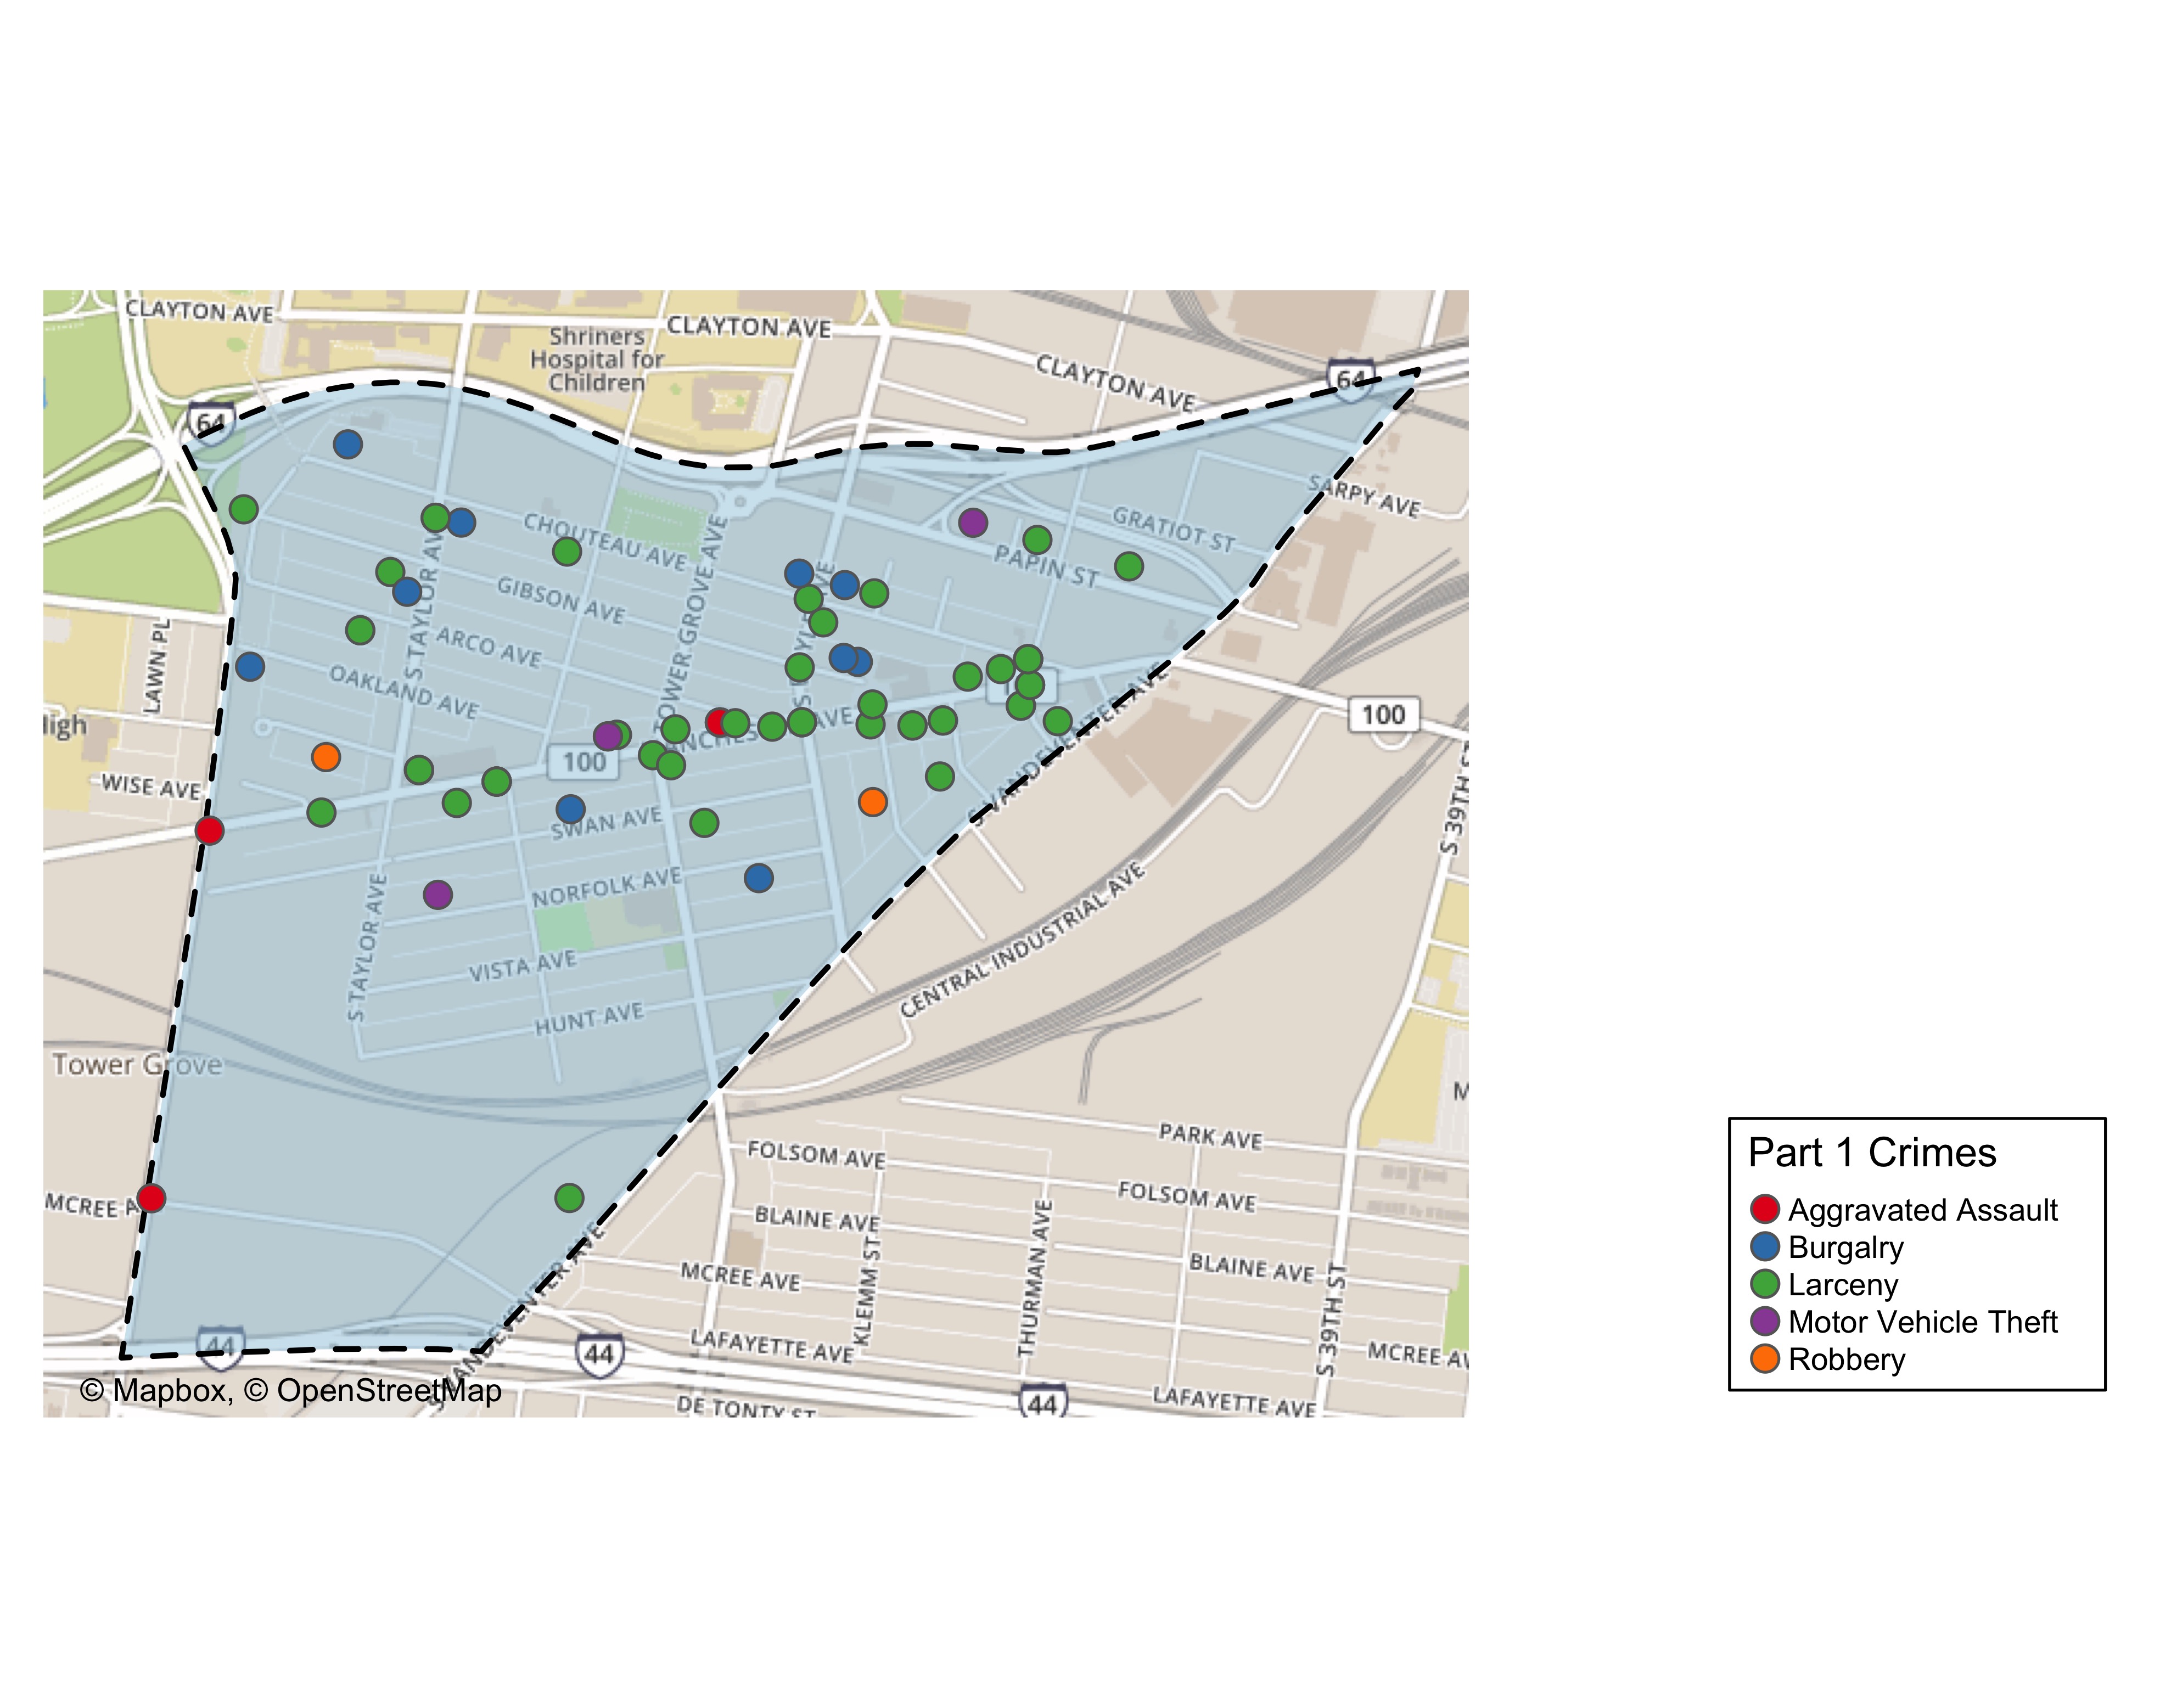 CLAYTON AVE
CLAYTON AVE
Shriners
Hospital for
Children
CLAYTON AVE
64
64
SARPY AVE
GRATIOT ST
CHOUTEAU AVE
PAPIN ST
S TAYLOR AVE
GIBSON AVE
TOWER GROVE AVE
ARCO AVE
LAWN PL
OAKLAND AVE
S VANDEVENTER AVE
100
100
WISE AVE
SWAN AVE
S 39TH ST
NORFOLK AVE
CENTRAL INDUSTRIAL AVE
S TAYLOR AVE
VISTA AVE
HUNT AVE
Tower Grove
PARK AVE
FOLSOM AVE
FOLSOM AVE
MCREE A
BLAINE AVE
BLAINE AVE
MCREE AVE
KLEMM ST
THURMAN AVE
S 39TH ST
S VANDEVENTER AVE
44
44
44
LAFAYETTE AVE
MCREE AV
LAFAYETTE AVE
DE TONTY ST
© Mapbox, © OpenStreetMap
Part 1 Crimes
Aggravated Assault
Burgalry
Larceny
Motor Vehicle Theft
Robbery